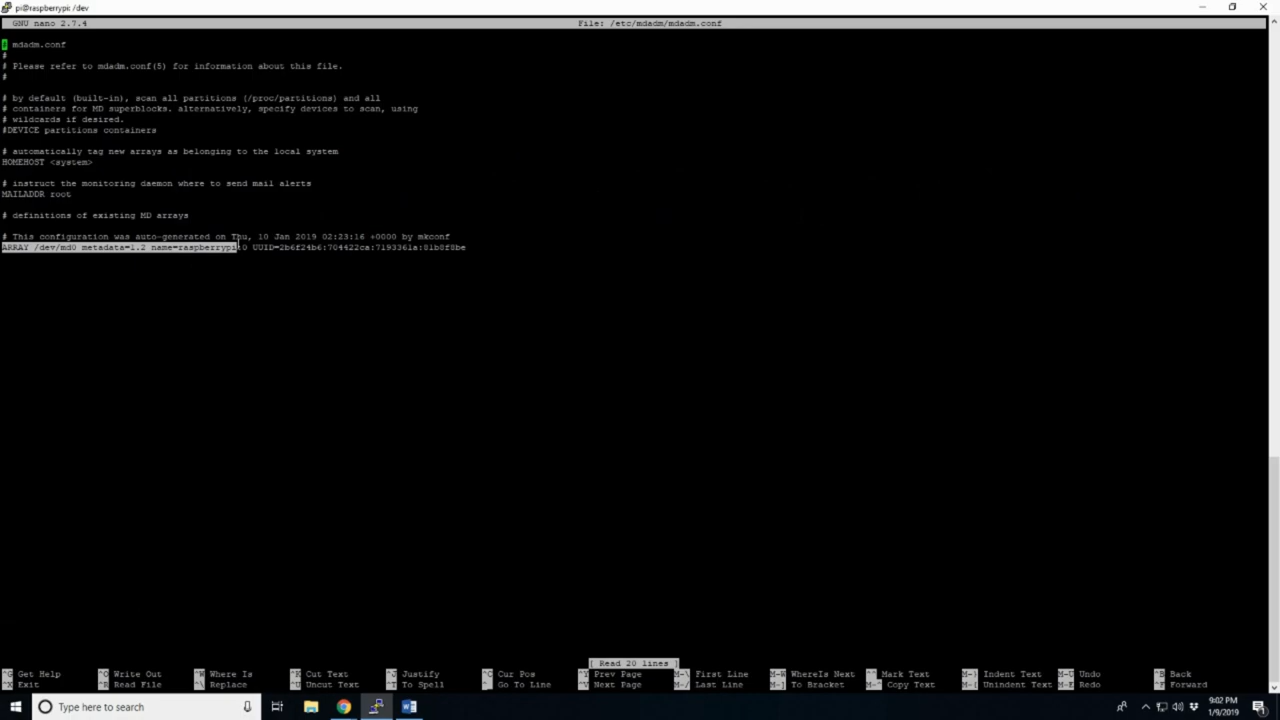 pi@raspberrypi: /dev
GNU nano 2.7.4 File: /etc/mdadm/mdadm.conf
# mdadm.conf
#
# Please refer to mdadm.conf(5) for information about this file.
#
# by default (built-in), scan all partitions (/proc/partitions) and all
# containers for MD superblocks. alternatively, specify devices to scan, using
# wildcards if desired.
#DEVICE partitions containers
# automatically tag new arrays as belonging to the local system
HOMEHOST <system>
# instruct the monitoring daemon where to send mail alerts
MAILADDR root
# definitions of existing MD arrays
# This configuration was auto-generated on Thu, 10 Jan 2019 02:23:16 +0000 by mkconf
ARRAY /dev/md0 metadata=1.2 name=raspberrypi:0 UUID=2b6f24b6:704422ca:7193361a:81b8f8be
[ Read 20 lines ]
^G Get Help ^O Write Out ^W Where Is ^K Cut Text ^J Justify ^C Cur Pos ^Y Prev Page M-\ First Line M-W WhereIs Next ^^ Mark Text M-} Indent Text M-U Undo ^B Back
^X Exit ^R Read File ^\ Replace ^U Uncut Text ^T To Spell ^_ Go To Line ^V Next Page M-/ Last Line M-] To Bracket M-^ Copy Text M-{ Unindent Text M-E Redo ^F Forward
Type here to search
9:02 PM
1/9/2019